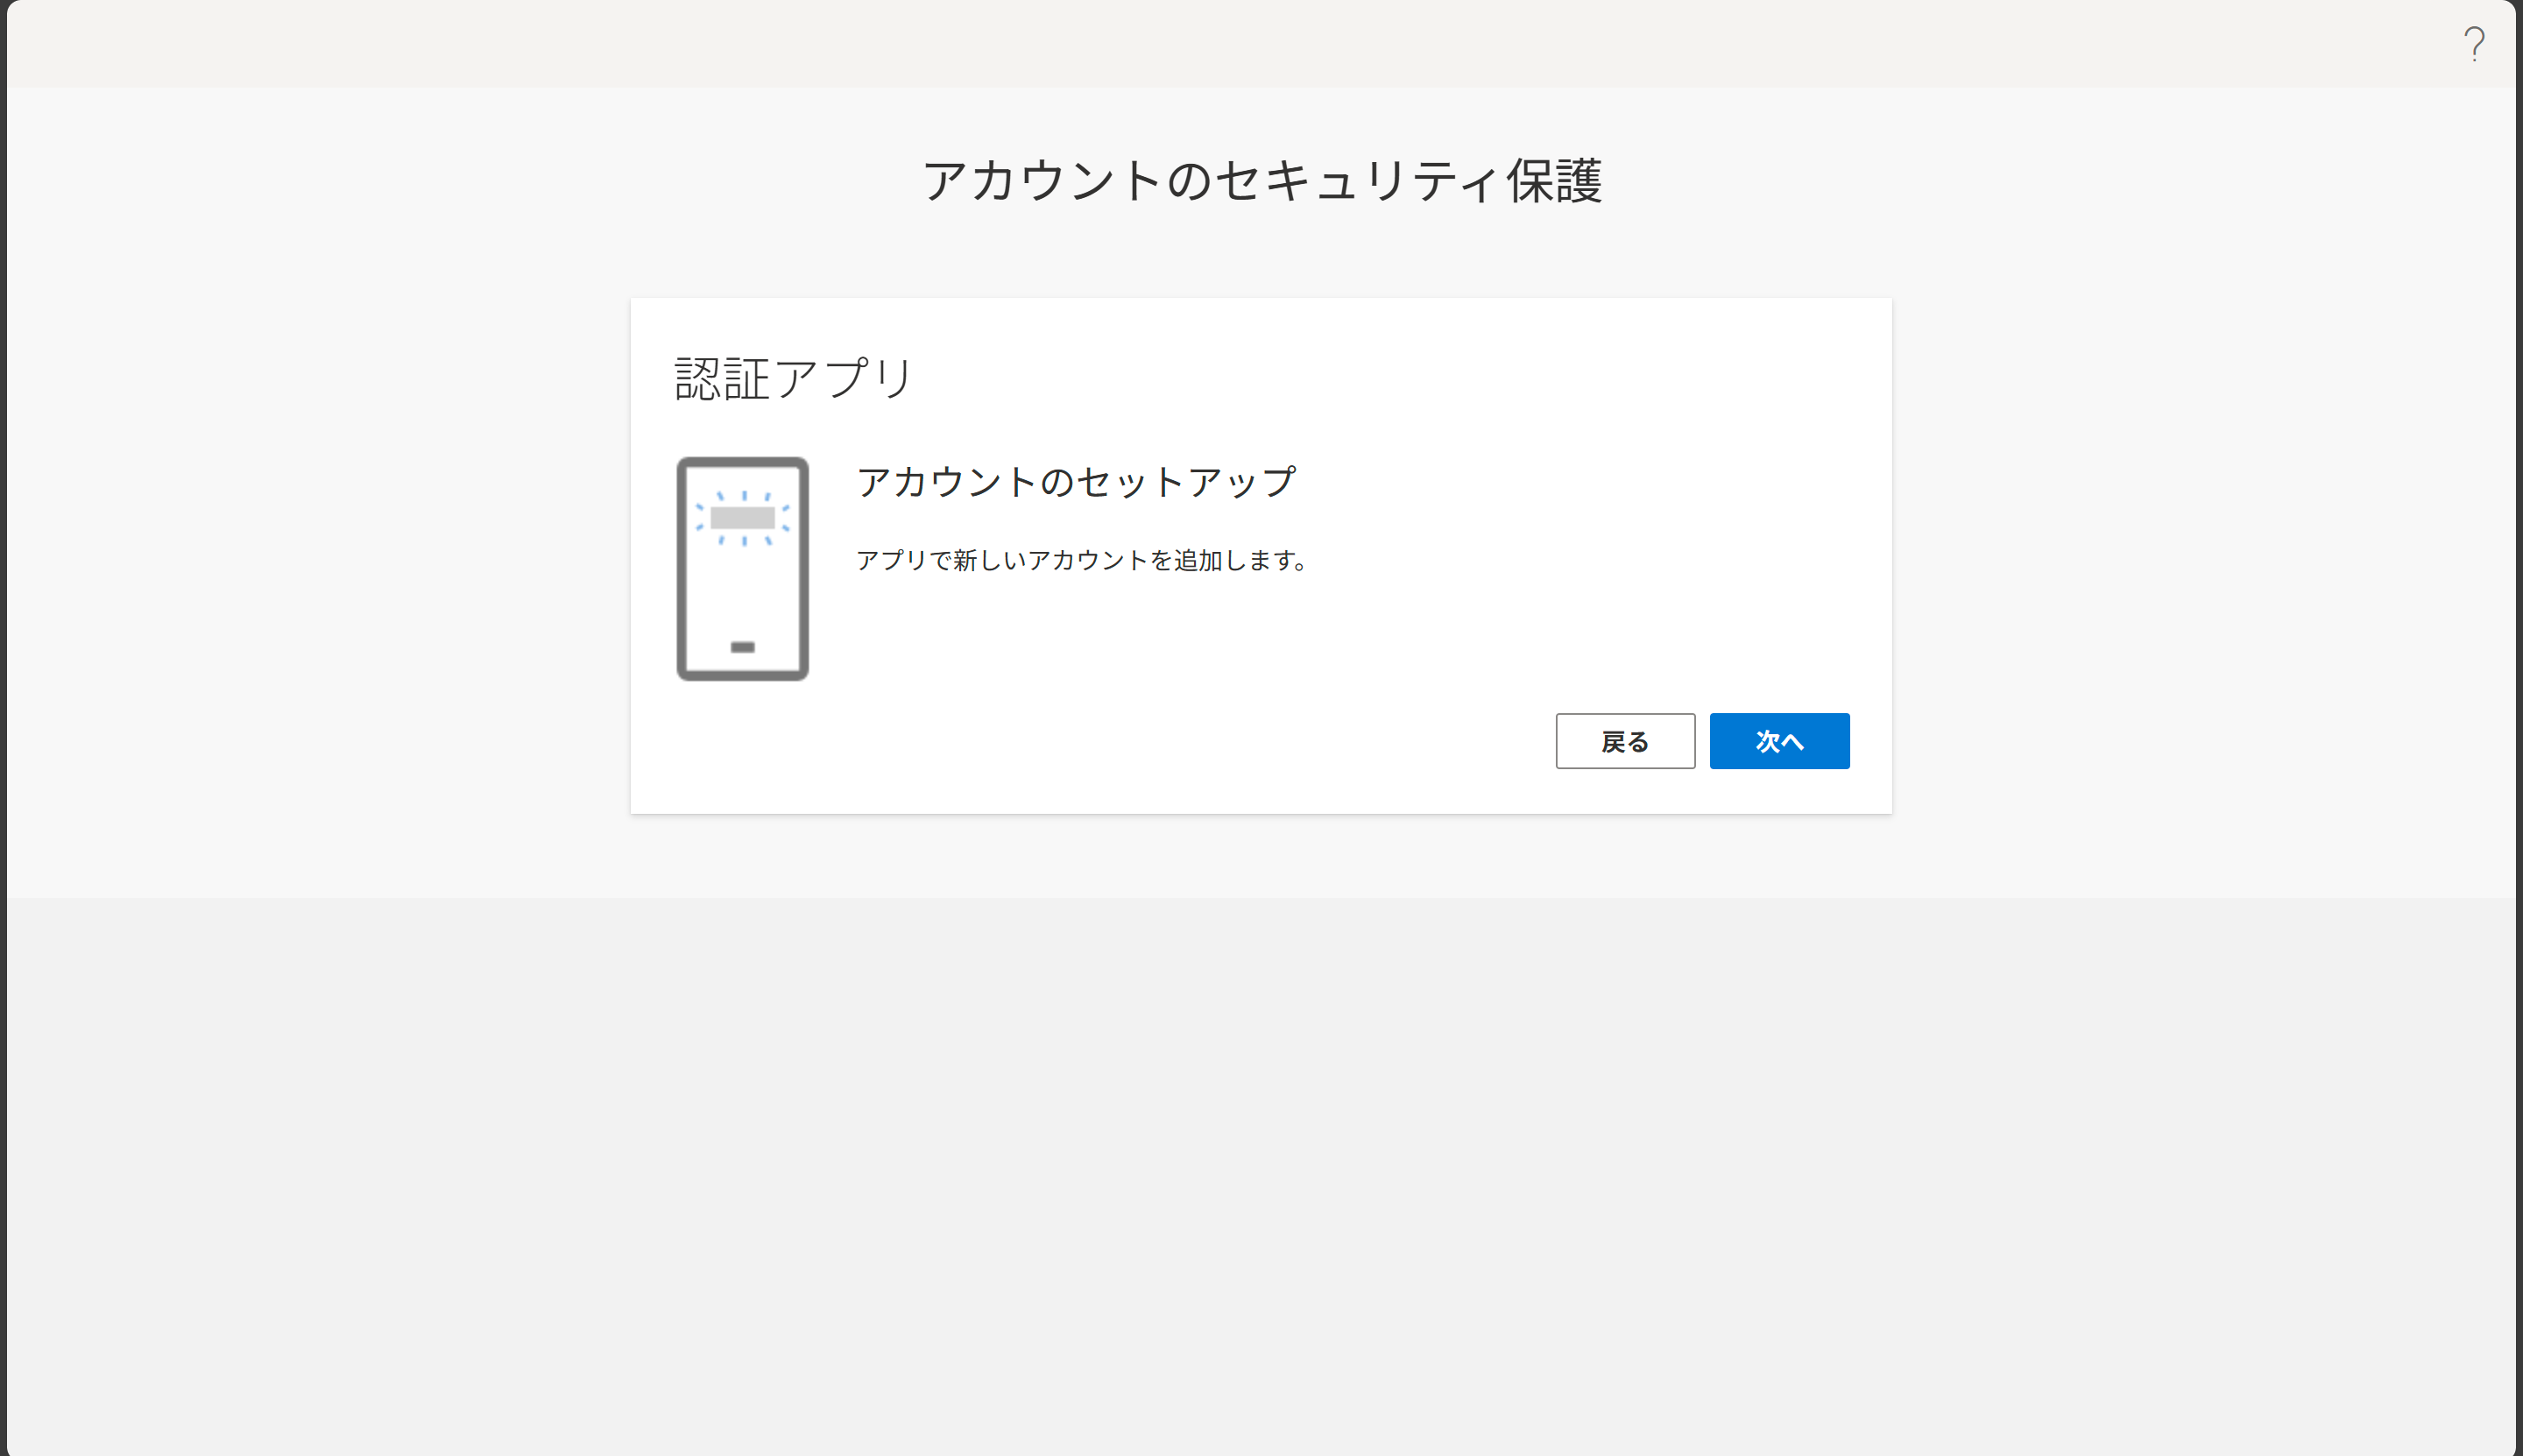 ?
アカウントのセキュリティ保護
認証アプリ
アカウントのセットアップ
アプリで新しいアカウントを追加します。
戻る
次へ